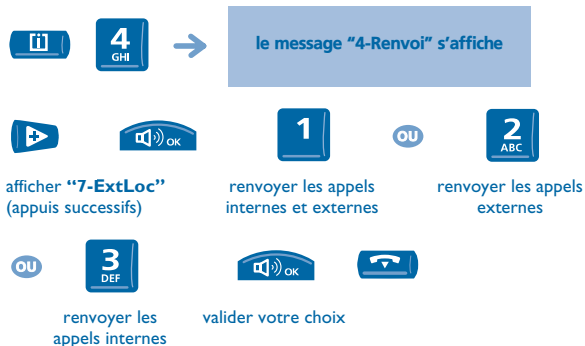 4
GHI
le message "4-Renvoi" s'affiche
OK
1
OU
2
ABC
afficher "7-ExtLoc"
(appuis successifs)
renvoyer les appels
internes et externes
renvoyer les appels
externes
OU
3
DEF
OK
renvoyer les
appels internes
valider votre choix